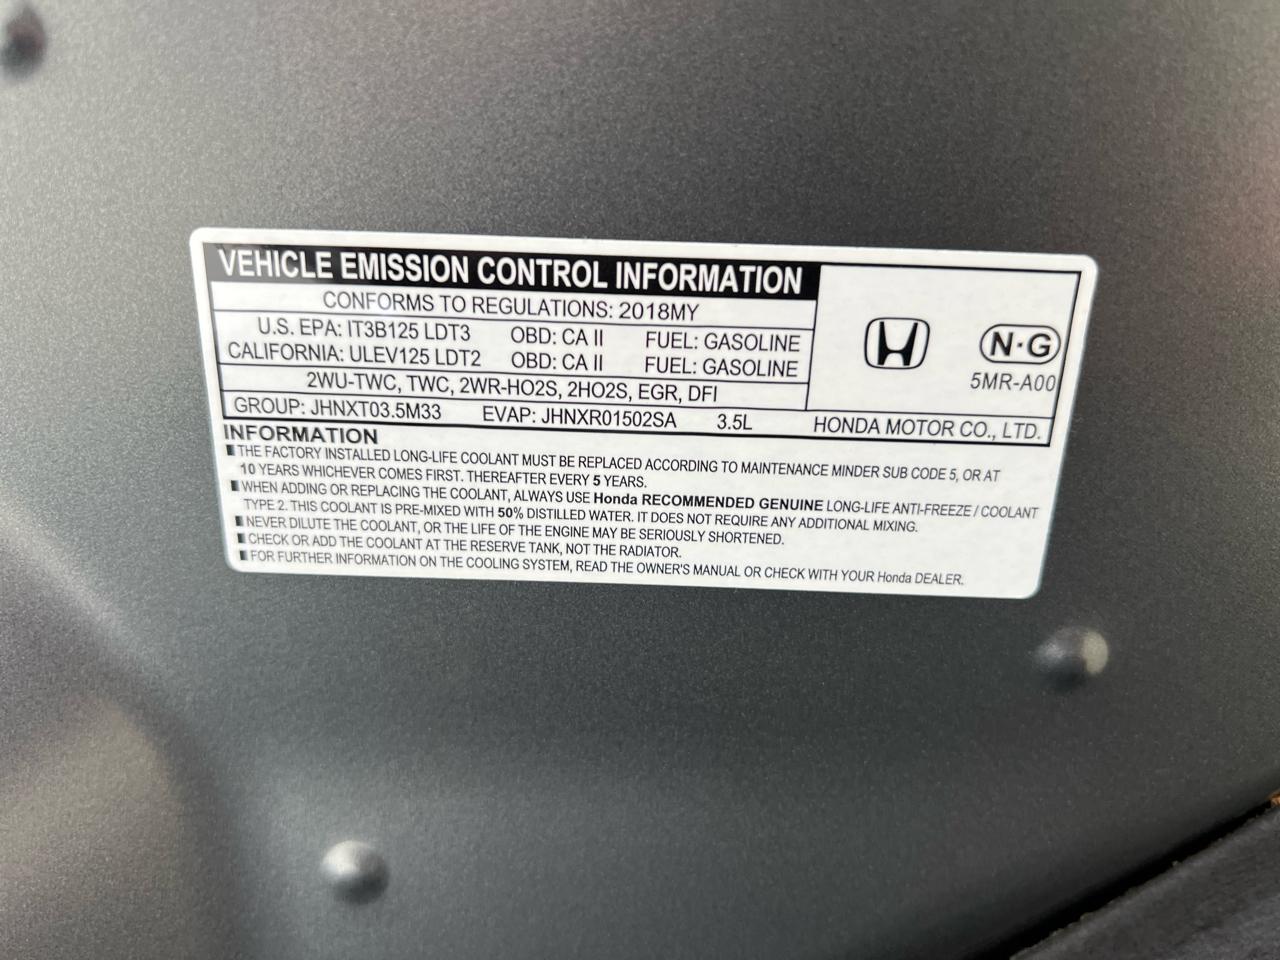 VEHICLE EMISSION CONTROL INFORMATION
CONFORMS TO REGULATIONS: 2018MY
U.S. EPA: IT3B125 LDT3 OBD: CA II FUEL: GASOLINE
CALIFORNIA: ULEV125 LDT2 OBD: CA II FUEL: GASOLINE
2WU-TWC, TWC, 2WR-HO2S, 2HO2S, EGR, DFI
GROUP: JHNXT03.5M33 EVAP: JHNXR01502SA 3.5L
N·G
5MR-A00
HONDA MOTOR CO., LTD.
INFORMATION
THE FACTORY INSTALLED LONG-LIFE COOLANT MUST BE REPLACED ACCORDING TO MAINTENANCE MINDER SUB CODE 5, OR AT
10 YEARS WHICHEVER COMES FIRST. THEREAFTER EVERY 5 YEARS.
WHEN ADDING OR REPLACING THE COOLANT, ALWAYS USE Honda RECOMMENDED GENUINE LONG-LIFE ANTI-FREEZE / COOLANT
TYPE 2. THIS COOLANT IS PRE-MIXED WITH 50% DISTILLED WATER. IT DOES NOT REQUIRE ANY ADDITIONAL MIXING.
NEVER DILUTE THE COOLANT, OR THE LIFE OF THE ENGINE MAY BE SERIOUSLY SHORTENED.
CHECK OR ADD THE COOLANT AT THE RESERVE TANK, NOT THE RADIATOR.
FOR FURTHER INFORMATION ON THE COOLING SYSTEM, READ THE OWNER'S MANUAL OR CHECK WITH YOUR Honda DEALER.